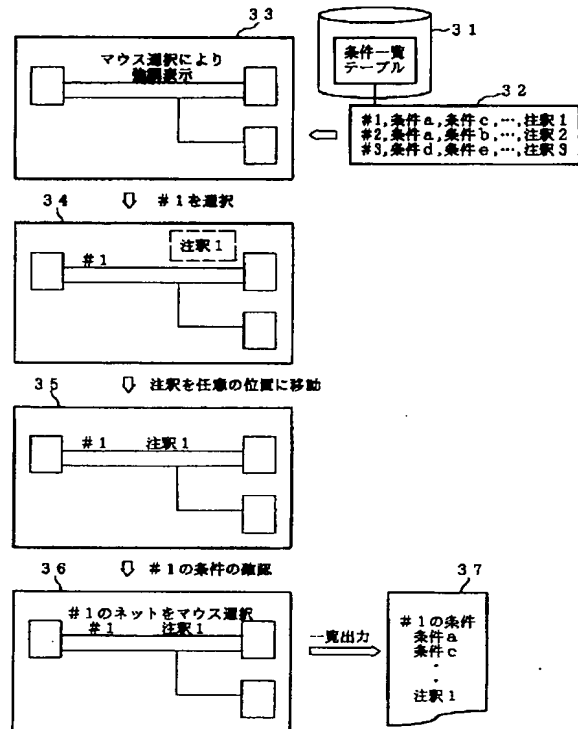 33
マウス選択により
強調表示
31
条件一覧
テーブル
32
#1,条件a,条件c,…,注釈1
#2,条件a,条件b,…,注釈2
#3,条件d,条件e,…,注釈3
34
#1を選択
#1
注釈1
35
注釈を任意の位置に移動
#1 注釈1
36
#1の条件の確認
#1のネットをマウス選択
#1 注釈1
一覧出力
37
#1の条件
条件a
条件c
・
・
注釈1